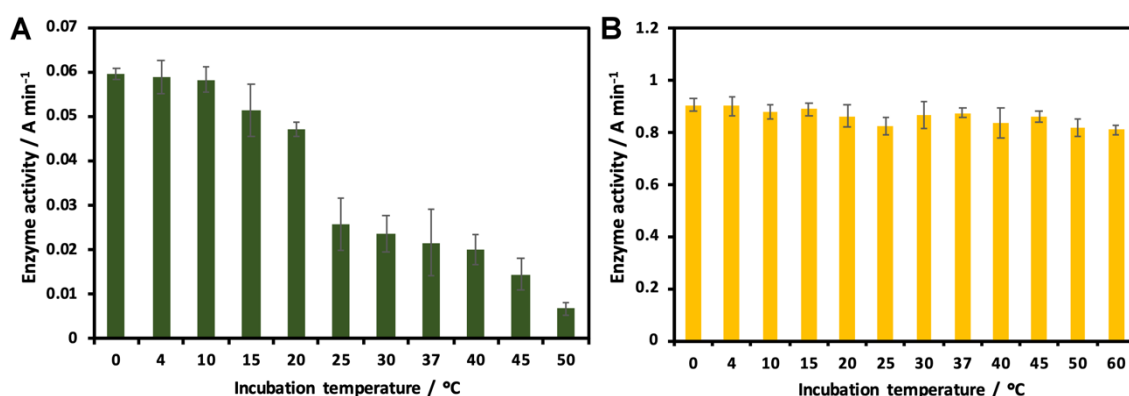 A
Enzyme activity / A min⁻¹
0.07
0.06
0.05
0.04
0.03
0.02
0.01
0
0 4 10 15 20 25 30 37 40 45 50
Incubation temperature / °C
B
Enzyme activity / A min⁻¹
1.2
1
0.8
0.6
0.4
0.2
0
0 4 10 15 20 25 30 37 40 45 50 60
Incubation temperature / °C